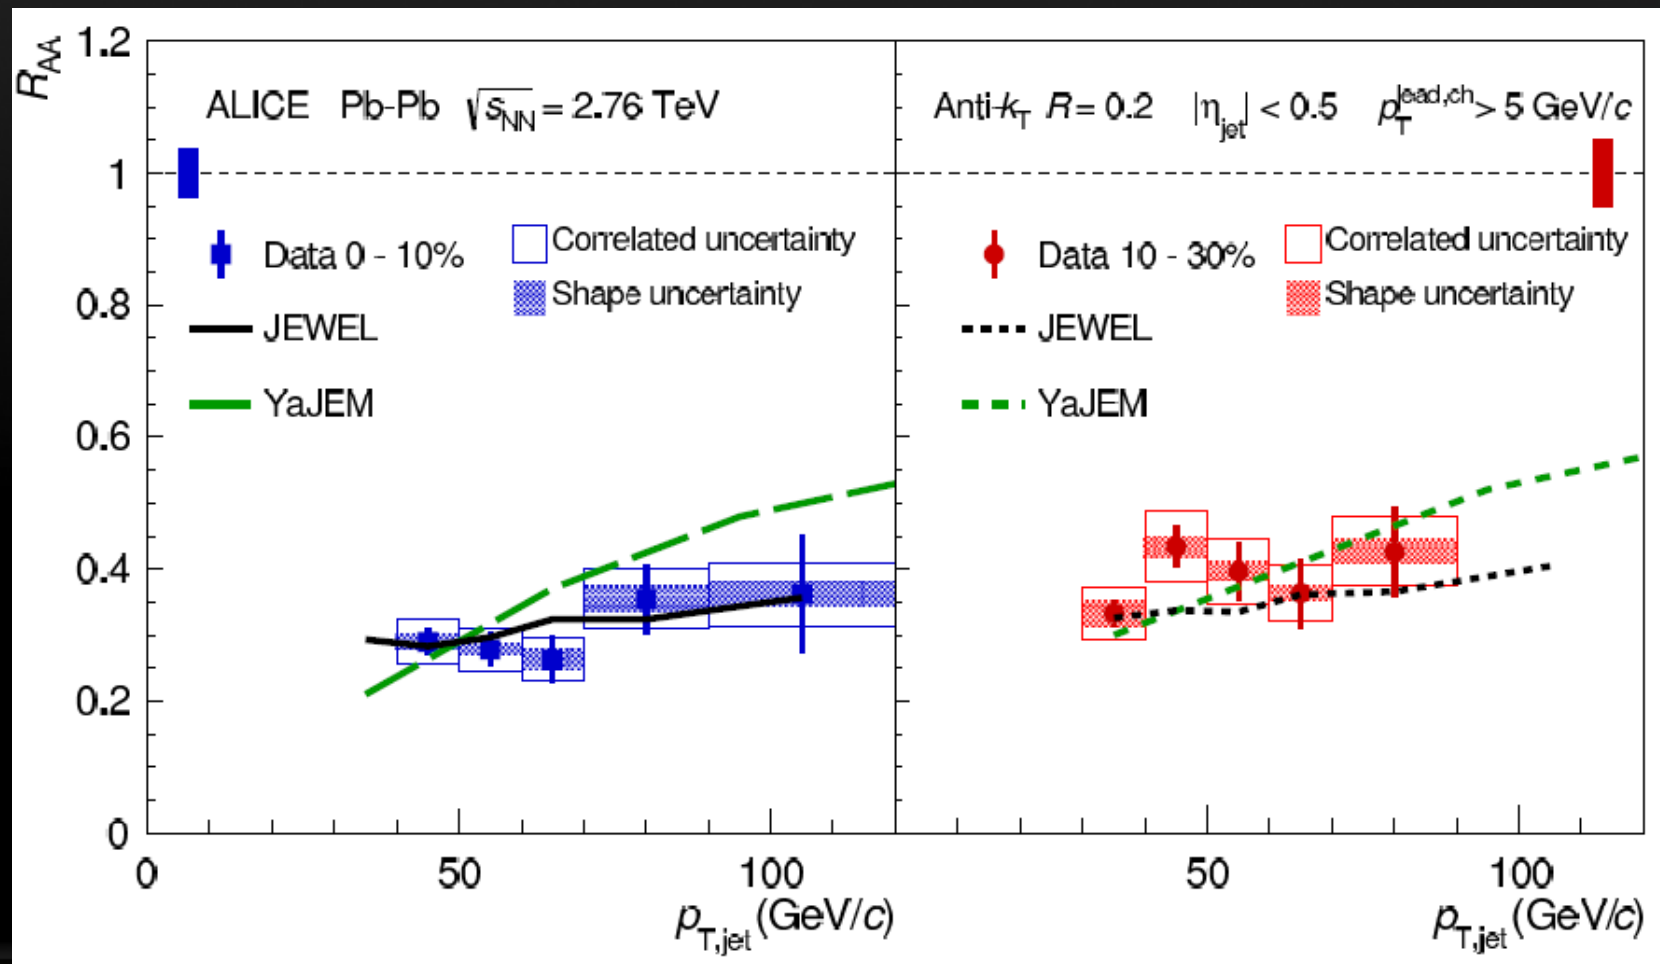 R_AA
1.2
1
0.8
0.6
0.4
0.2
0
ALICE Pb-Pb √s_NN = 2.76 TeV
Data 0 - 10%
Correlated uncertainty
Shape uncertainty
JEWEL
YaJEM
0 50 100
p_T,jet (GeV/c)
Anti-k_T R = 0.2 |η_jet| < 0.5 p_T^lead,ch > 5 GeV/c
Data 10 - 30%
Correlated uncertainty
Shape uncertainty
JEWEL
YaJEM
50 100
p_T,jet (GeV/c)